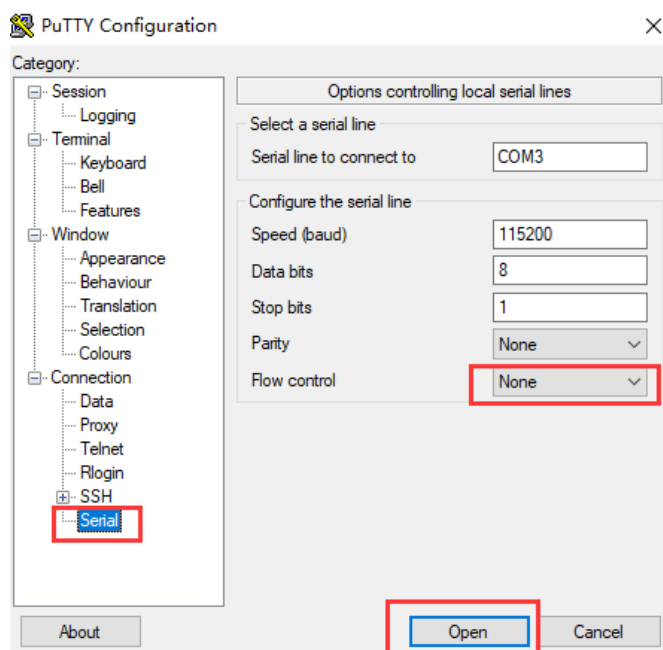 PuTTY Configuration
Category:
Session
Logging
Terminal
Keyboard
Bell
Features
Window
Appearance
Behaviour
Translation
Selection
Colours
Connection
Data
Proxy
Telnet
Rlogin
SSH
Serial
Options controlling local serial lines
Select a serial line
Serial line to connect to COM3
Configure the serial line
Speed (baud) 115200
Data bits 8
Stop bits 1
Parity None
Flow control None
About Open Cancel